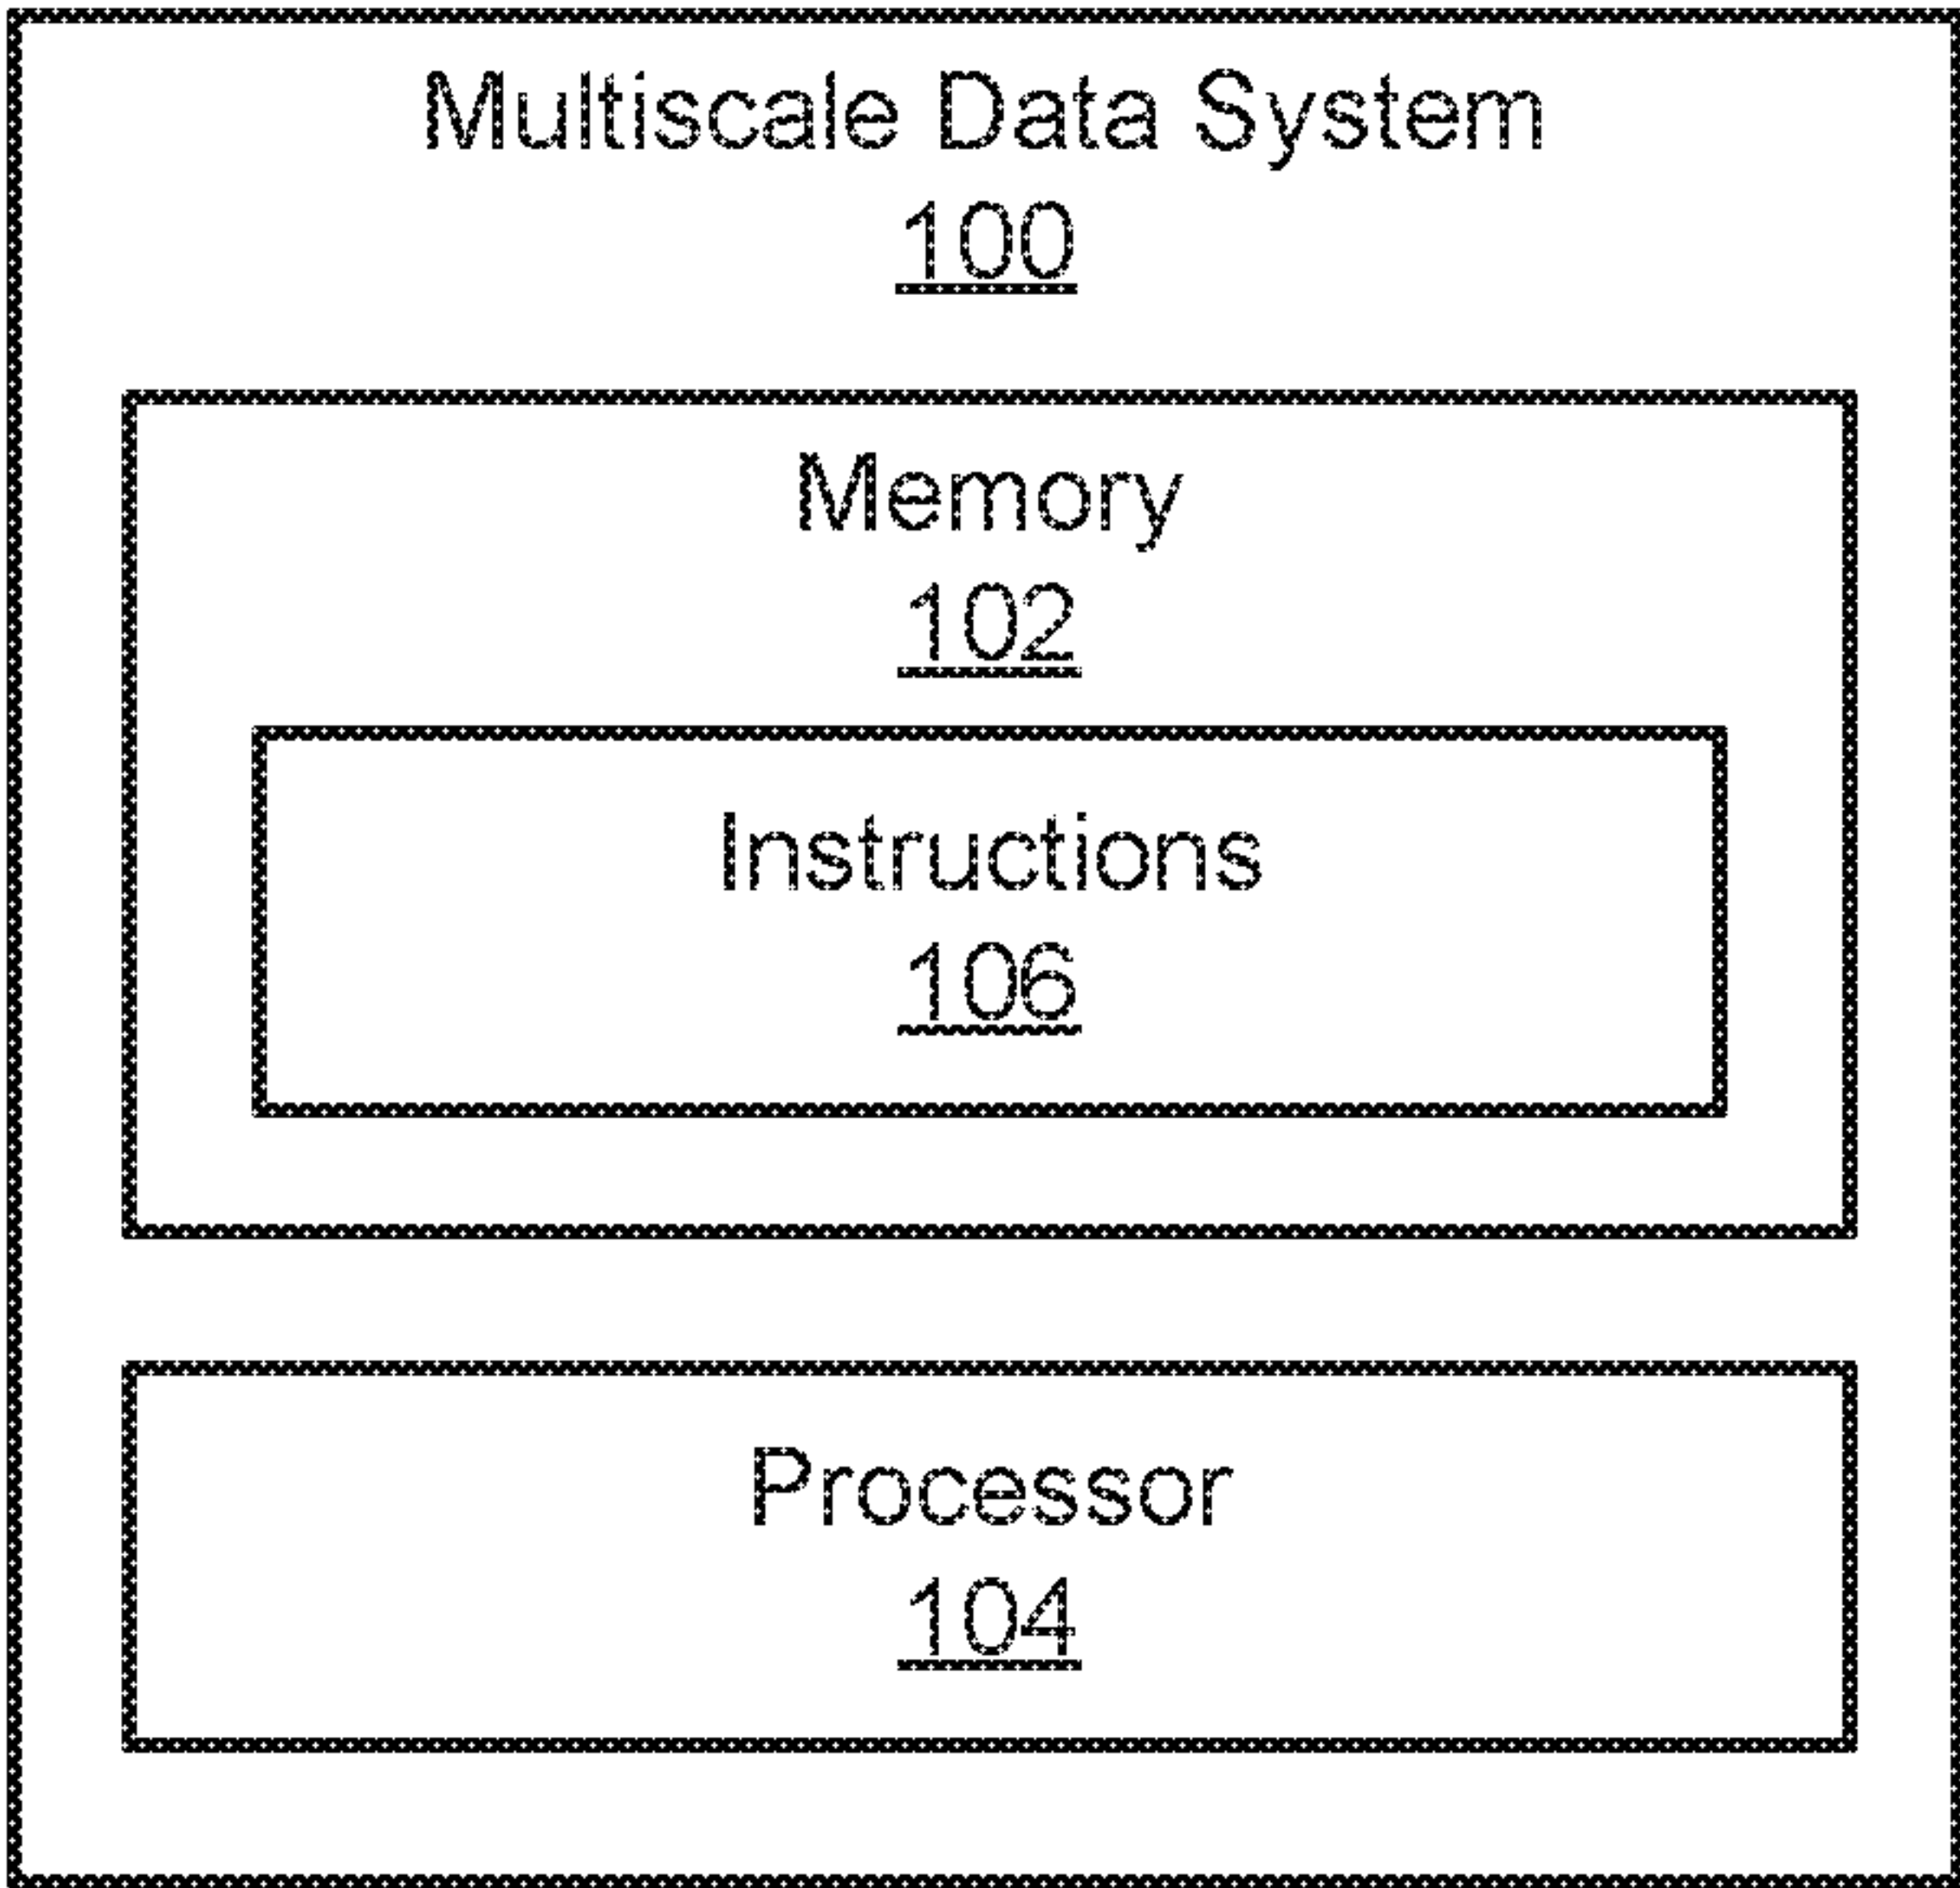 Multiscale Data System
100
Memory
102
Instructions
106
Processor
104